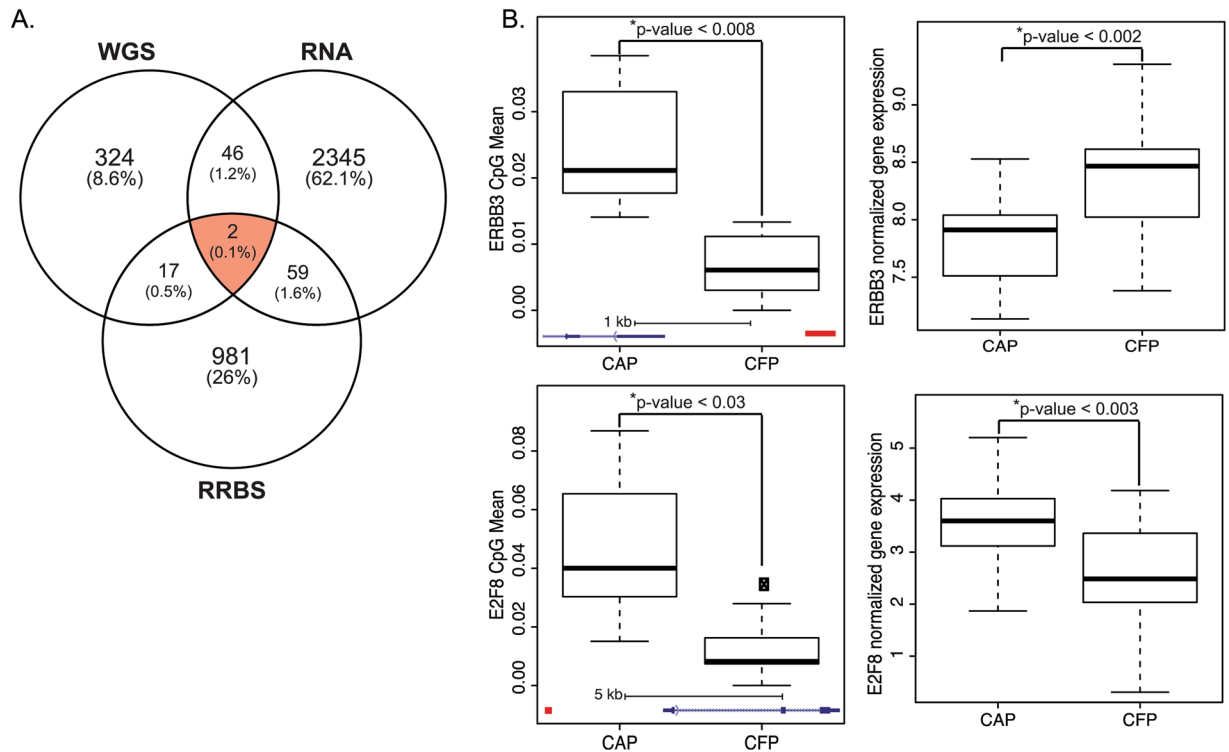 A.
WGS
RNA
324
(8.6%)
46
(1.2%)
2345
(62.1%)
2
(0.1%)
17
(0.5%)
59
(1.6%)
981
(26%)
RRBS
B.
*p-value < 0.008
ERBB3 CpG Mean
0.03
0.02
0.01
0.00
1 kb
CAP
CFP
*p-value < 0.002
ERBB3 normalized gene expression
9.0
8.5
8.0
7.5
CAP
CFP
*p-value < 0.03
E2F8 CpG Mean
0.08
0.06
0.04
0.02
0.00
5 kb
CAP
CFP
*p-value < 0.003
E2F8 normalized gene expression
5
4
3
2
1
CAP
CFP